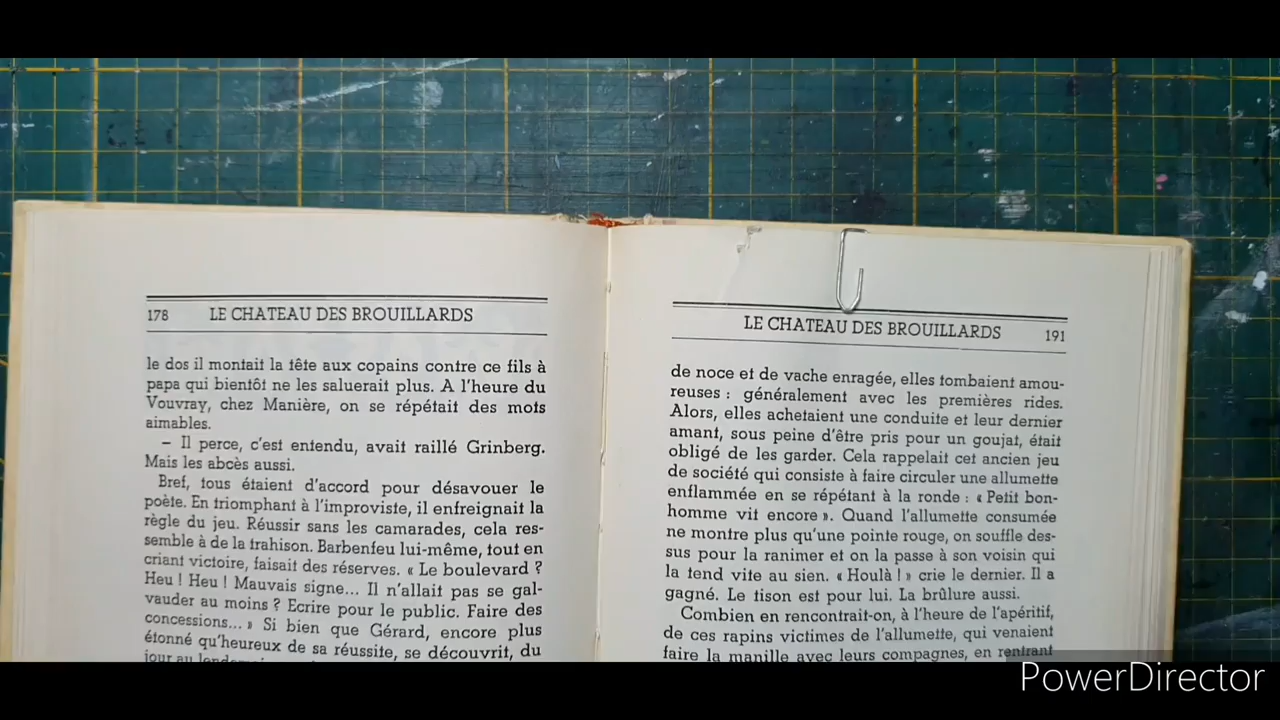 178 LE CHATEAU DES BROUILLARDS
le dos il montait la tête aux copains contre ce fils à
papa qui bientôt ne les saluerait plus. A l'heure du
Vouvray, chez Manière, on se répétait des mots
aimables.
— Il perce, c'est entendu, avait raillé Grinberg.
Mais les abcès aussi.
Bref, tous étaient d'accord pour désavouer le
poète. En triomphant à l'improviste, il enfreignait la
règle du jeu. Réussir sans les camarades, cela res-
semble à de la trahison. Barbenfeu lui-même, tout en
criant victoire, faisait des réserves. « Le boulevard ?
Heu ! Heu ! Mauvais signe... Il n'allait pas se gal-
vauder au moins ? Ecrire pour le public. Faire des
concessions... » Si bien que Gérard, encore plus
étonné qu'heureux de sa réussite, se découvrit, du
jour au
LE CHATEAU DES BROUILLARDS 191
de noce et de vache enragée, elles tombaient amou-
reuses : généralement avec les premières rides.
Alors, elles achetaient une conduite et leur dernier
amant, sous peine d'être pris pour un goujat, était
obligé de les garder. Cela rappelait cet ancien jeu
de société qui consiste à faire circuler une allumette
enflammée en se répétant à la ronde : « Petit bon-
homme vit encore ». Quand l'allumette consumée
ne montre plus qu'une pointe rouge, on souffle des-
sus pour la ranimer et on la passe à son voisin qui
la tend vite au sien. « Houlà ! » crie le dernier. Il a
gagné. Le tison est pour lui. La brûlure aussi.
Combien en rencontrait-on, à l'heure de l'apéritif,
de ces rapins victimes de l'allumette, qui venaient
faire la manille avec leurs compagnes, en rentrant
PowerDirector